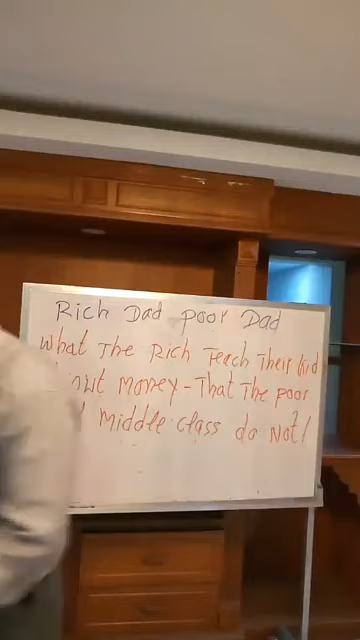 Rich Dad poor Dad
what The Rich Teach Their kid
Money - That The poor
Middle class do Not!